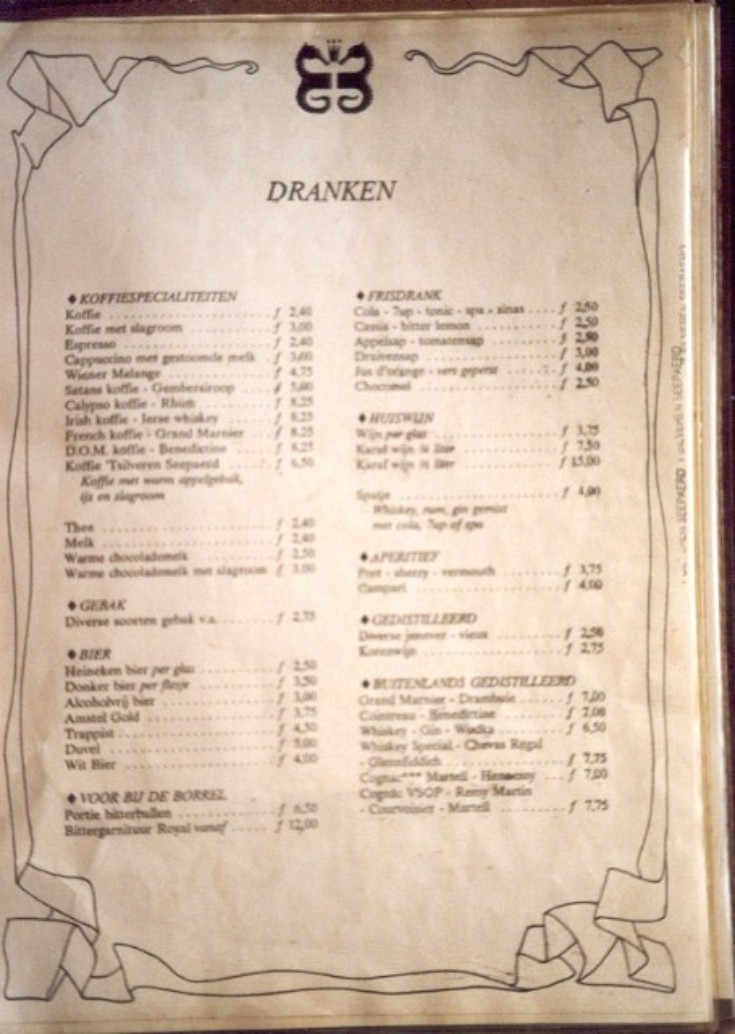 DRANKEN
♦ KOFFIESPECIALITEITEN
Koffie ƒ 2,40
Koffie met slagroom ƒ 3,00
Espresso ƒ 2,40
Cappuccino met gestoomde melk ƒ 3,00
Wiener Melange ƒ 4,75
Satans koffie - Gembersiroop ƒ 5,00
Calypso koffie - Rhum ƒ 8,25
Irish koffie - Ierse whiskey ƒ 8,25
French koffie - Grand Marnier ƒ 8,25
D.O.M. koffie - Benedictine ƒ 8,25
Koffie 'Tsilveren Seepaerd ƒ 6,50
Koffie met warm appelgebak,
ijs en slagroom
Thee ƒ 2,40
Melk ƒ 2,40
Warme chocolademelk ƒ 2,50
Warme chocolademelk met slagroom ƒ 3,00
♦ GEBAK
Diverse soorten gebak v.a. ƒ 2,75
♦ BIER
Heineken bier per glas ƒ 2,50
Donker bier per flesje ƒ 3,50
Alcoholvrij bier ƒ 3,00
Amstel Gold ƒ 3,75
Trappist ƒ 4,50
Duvel ƒ 5,00
Wit Bier ƒ 4,00
♦ VOOR BIJ DE BORREL
Portie bitterballen ƒ 6,50
Bittergarnituur Royal vanaf ƒ 12,00
♦ FRISDRANK
Cola - 7up - tonic - spa - sinas ƒ 2,50
Cassis - bitter lemon ƒ 2,50
Appelsap - tomatensap ƒ 2,50
Druivensap ƒ 3,00
Jus d'orange - vers geperst ƒ 4,00
Chocomel ƒ 2,50
♦ HUISWIJN
Wijn per glas ƒ 3,75
Karaf wijn liter ƒ 7,50
Karaf wijn liter ƒ 15,00
Spatje ƒ 4,00
Whiskey, rum, gin gemixt
met cola, 7up of spa
♦ APERITIEF
Port - sherry - vermouth ƒ 3,75
Campari ƒ 4,00
♦ GEDISTILLEERD
Diverse jenever - vieux ƒ 2,50
Korenwijn ƒ 2,75
♦ BUITENLANDS GEDISTILLEERD
Grand Marnier - Drambuie ƒ 7,00
Cointreau - Benedictine ƒ 7,00
Whiskey - Gin - Wodka ƒ 6,50
Whiskey Special - Chevas Regal
- Glennfiddich ƒ 7,75
Cognac*** Martell - Hennessy ƒ 7,00
Cognac VSOP - Remy Martin
- Courvoisier - Martell ƒ 7,75
SEEPAERD